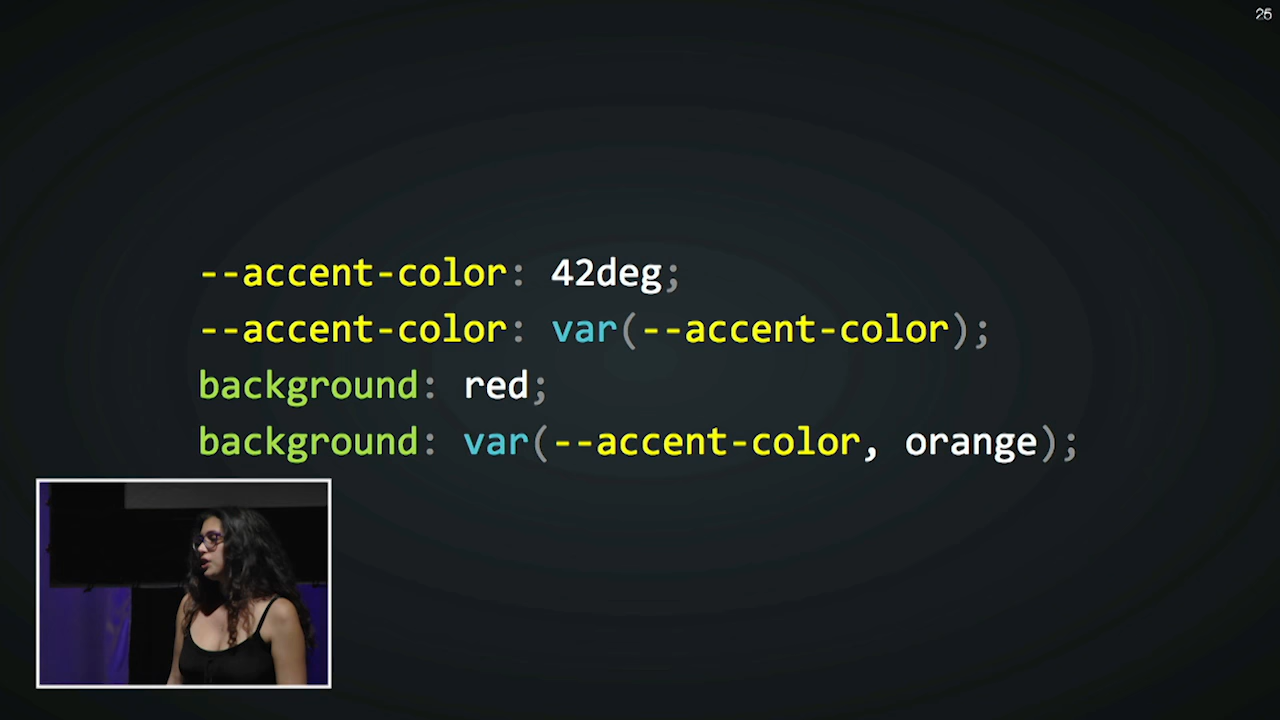 25
--accent-color: 42deg;
--accent-color: var(--accent-color);
background: red;
background: var(--accent-color, orange);